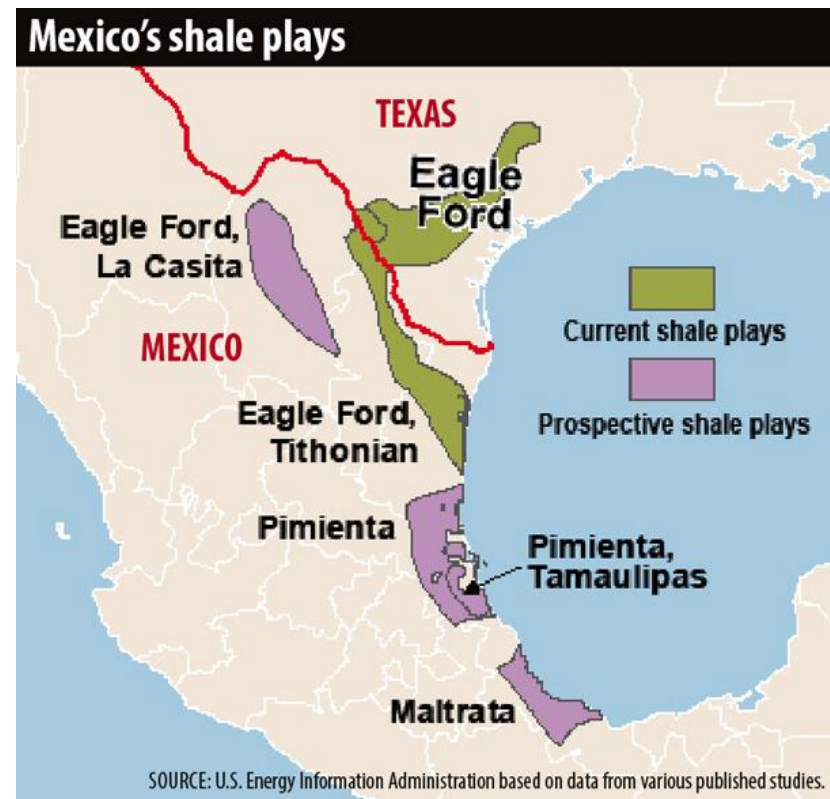 Mexico's shale plays
TEXAS
Eagle
Ford
Eagle Ford,
La Casita
MEXICO
Current shale plays
Prospective shale plays
Eagle Ford,
Tithonian
Pimienta
Pimienta,
Tamaulipas
Maltrata
SOURCE: U.S. Energy Information Administration based on data from various published studies.